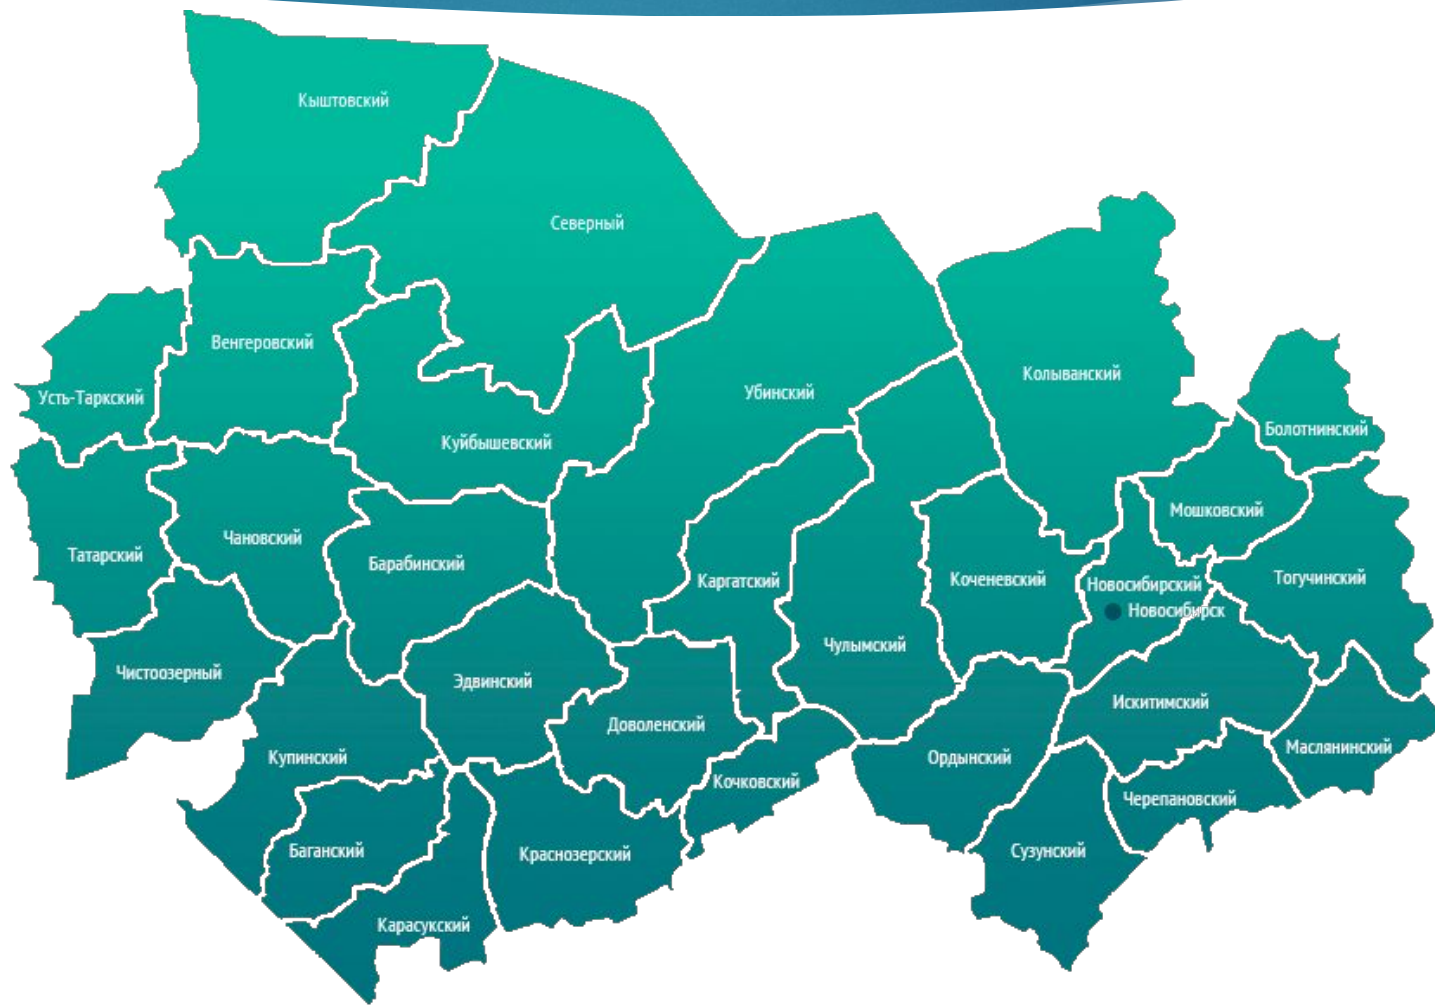 Кыштовский
Северный
Венгеровский
Усть-Таркский
Убинский
Колыванский
Болотнинский
Куйбышевский
Мошковский
Чановский
Татарский
Барабинский
Каргатский
Коченевский
Новосибирский
Тогучинский
Новосибирск
Чулымский
Чистоозерный
Эдвинский
Искитимский
Доволенский
Маслянинский
Купинский
Ордынский
Кочковский
Черепановский
Баганский
Краснозерский
Сузунский
Карасукский